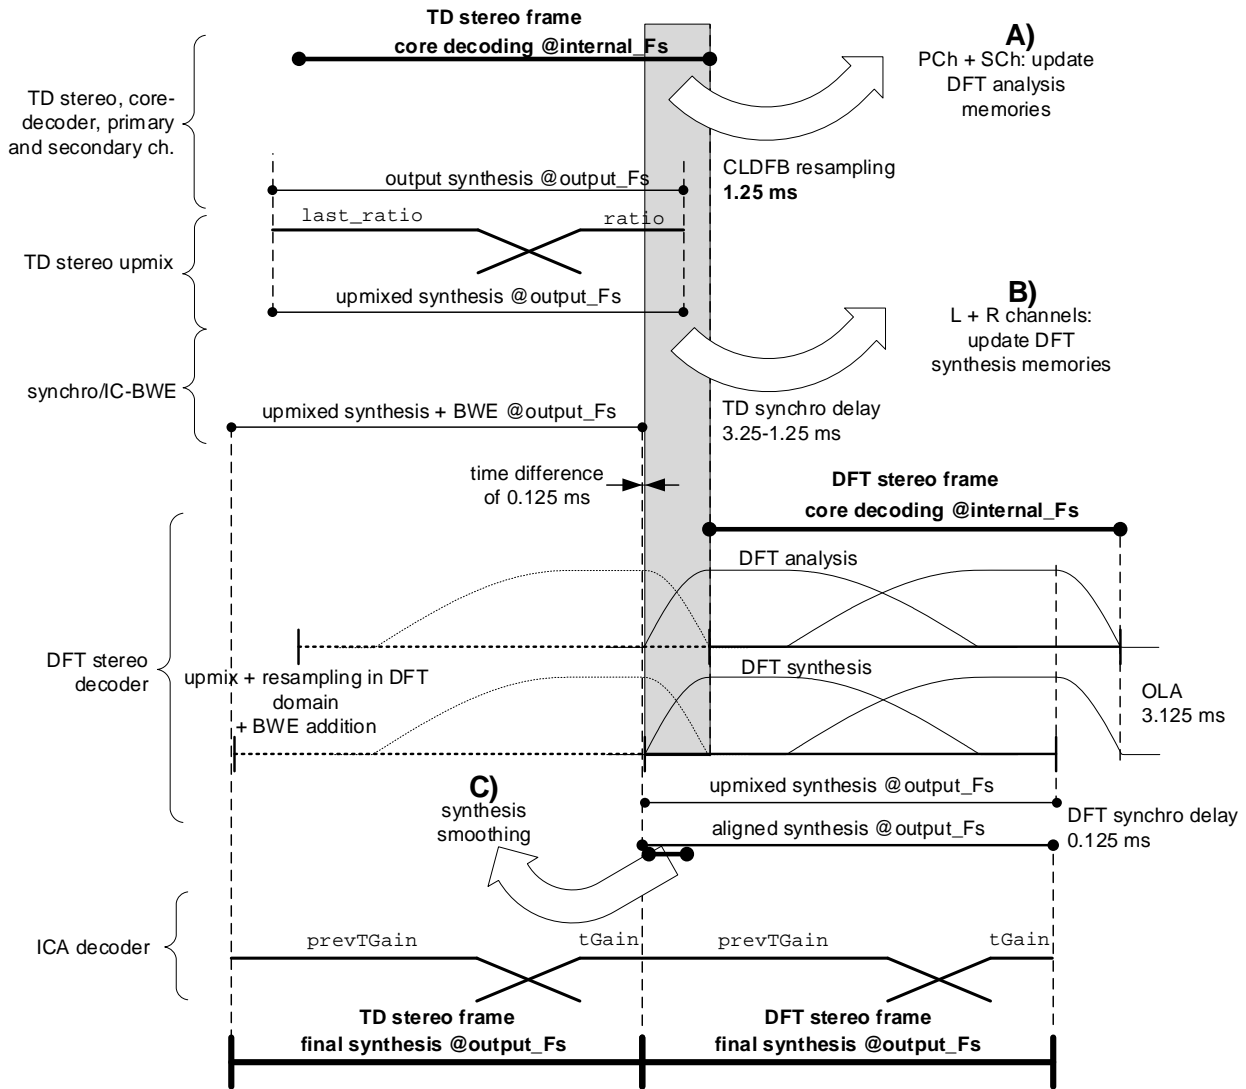 TD stereo frame
core decoding @internal_Fs
A)
PCh + SCh: update
DFT analysis
memories
TD stereo, core-
decoder, primary
and secondary ch.
CLDFB resampling
1.25 ms
output synthesis @output_Fs
last_ratio
ratio
TD stereo upmix
upmixed synthesis @output_Fs
B)
L + R channels:
update DFT
synthesis memories
synchro/IC-BWE
upmixed synthesis + BWE @output_Fs
TD synchro delay
3.25-1.25 ms
time difference
of 0.125 ms
DFT stereo frame
core decoding @internal_Fs
DFT analysis
DFT stereo
decoder
upmix + resampling in DFT
domain
+ BWE addition
DFT synthesis
OLA
3.125 ms
C)
synthesis
smoothing
upmixed synthesis @output_Fs
aligned synthesis @output_Fs
DFT synchro delay
0.125 ms
ICA decoder
prevTGain
tGain
prevTGain
tGain
TD stereo frame
final synthesis @output_Fs
DFT stereo frame
final synthesis @output_Fs